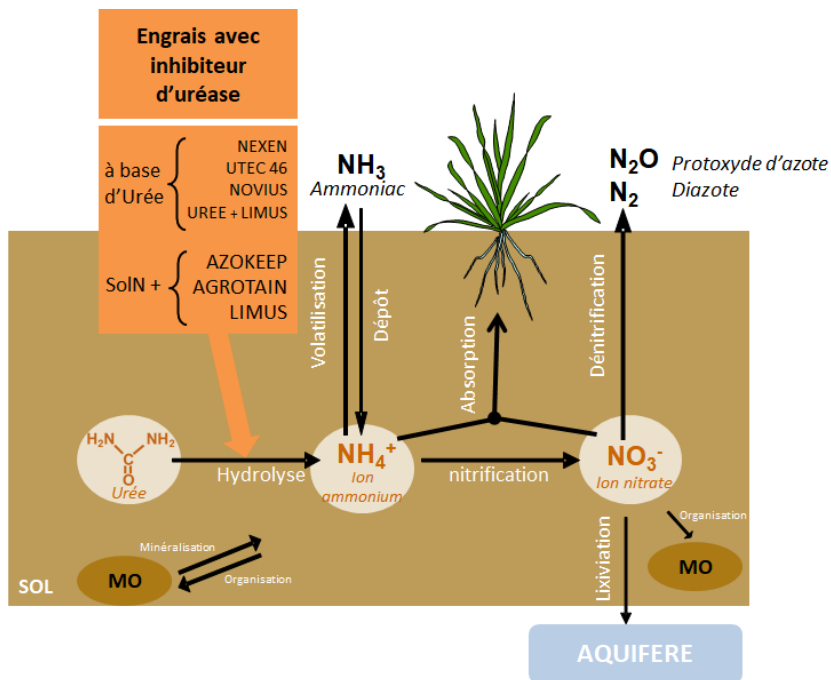 Engrais avec
inhibiteur
d'uréase
à base
d'Urée
NEXEN
UTEC 46
NOVIUS
UREE + LIMUS
SolN +
AZOKEEP
AGROTAIN
LIMUS
NH3
Ammoniac
N2O Protoxyde d'azote
N2 Diazote
Volatilisation
Dépôt
Absorption
Dénitrification
H2N NH2
C
O
Urée
Hydrolyse
NH4+
Ion
ammonium
nitrification
NO3-
Ion nitrate
Minéralisation
Organisation
MO
SOL
Organisation
MO
Lixiviation
AQUIFERE